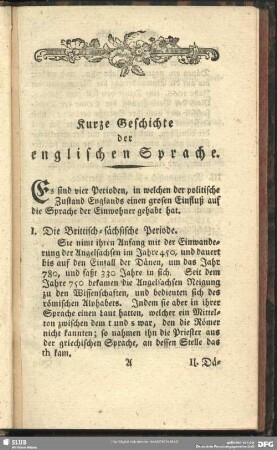 Kurze Geschichte
der
englischen Sprache.
Es sind vier Perioden, in welchen der politische
Zustand Englands einen grosen Einfluß auf
die Sprache der Einwohner gehabt hat.
I. Die Brittisch-sächsische Periode.
Sie nimt ihren Anfang mit der Einwande-
rung der Angelsachsen im Jahre 450, und dauert
bis auf den Einfall der Dänen, um das Jahr
780, und faßt 330 Jahre in sich. Seit dem
Jahre 750 bekamen die Angelsachsen Neigung
zu den Wissenschaften, und bedienten sich des
römischen Alphabets. Indem sie aber in ihrer
Sprache einen Laut hatten, welcher ein Mittel-
ton zwischen dem t und s war, den die Römer
nicht kannten; so nahmen ihn die Priester aus
der griechischen Sprache, an dessen Stelle das
th kam.
A II. Dä-
SLUB
DFG